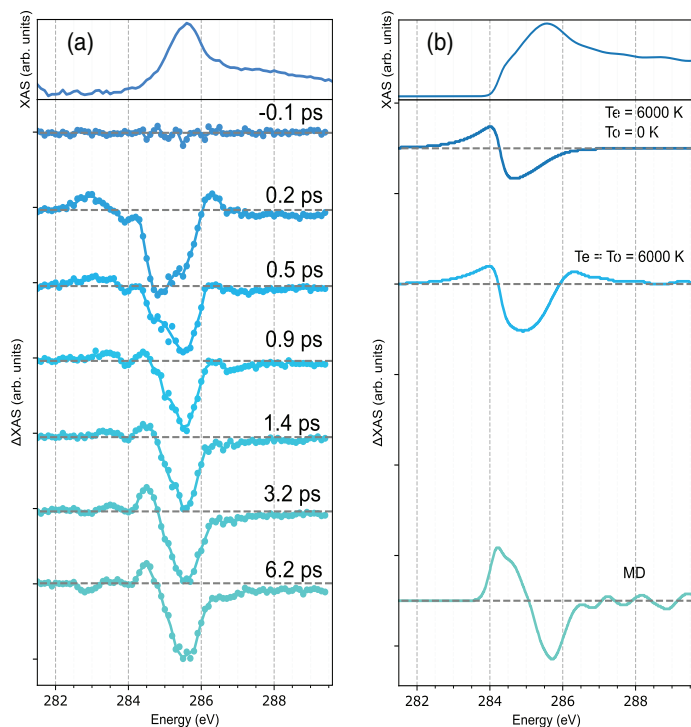 (a)
XAS (arb. units)
-0.1 ps
0.2 ps
0.5 ps
0.9 ps
1.4 ps
3.2 ps
6.2 ps
ΔXAS (arb. units)
282 284 286 288
Energy (eV)
(b)
XAS (arb. units)
Te = 6000 K
To = 0 K
Te = To = 6000 K
MD
ΔXAS (arb. units)
282 284 286 288
Energy (eV)